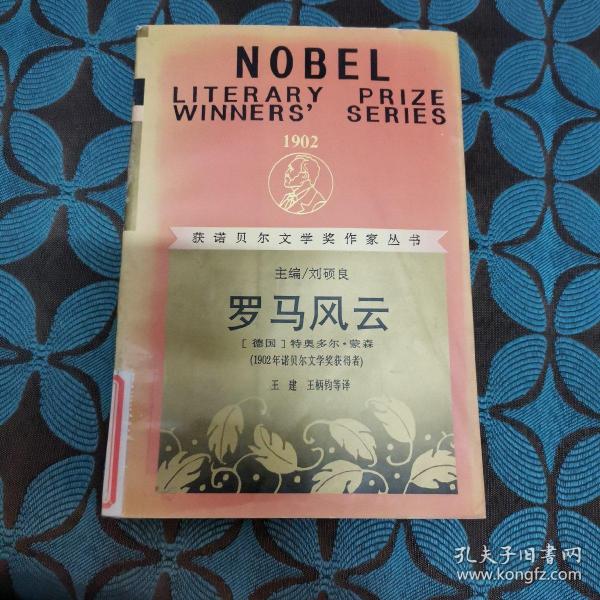 NOBEL
LITERARY PRIZE
WINNERS' SERIES
1902
获诺贝尔文学奖作家丛书
主编/刘硕良
罗马风云
[德国]特奥多尔·蒙森
(1902年诺贝尔文学奖获得者)
王建 王柄钧等译
孔夫子旧书网
www.kongfz.com